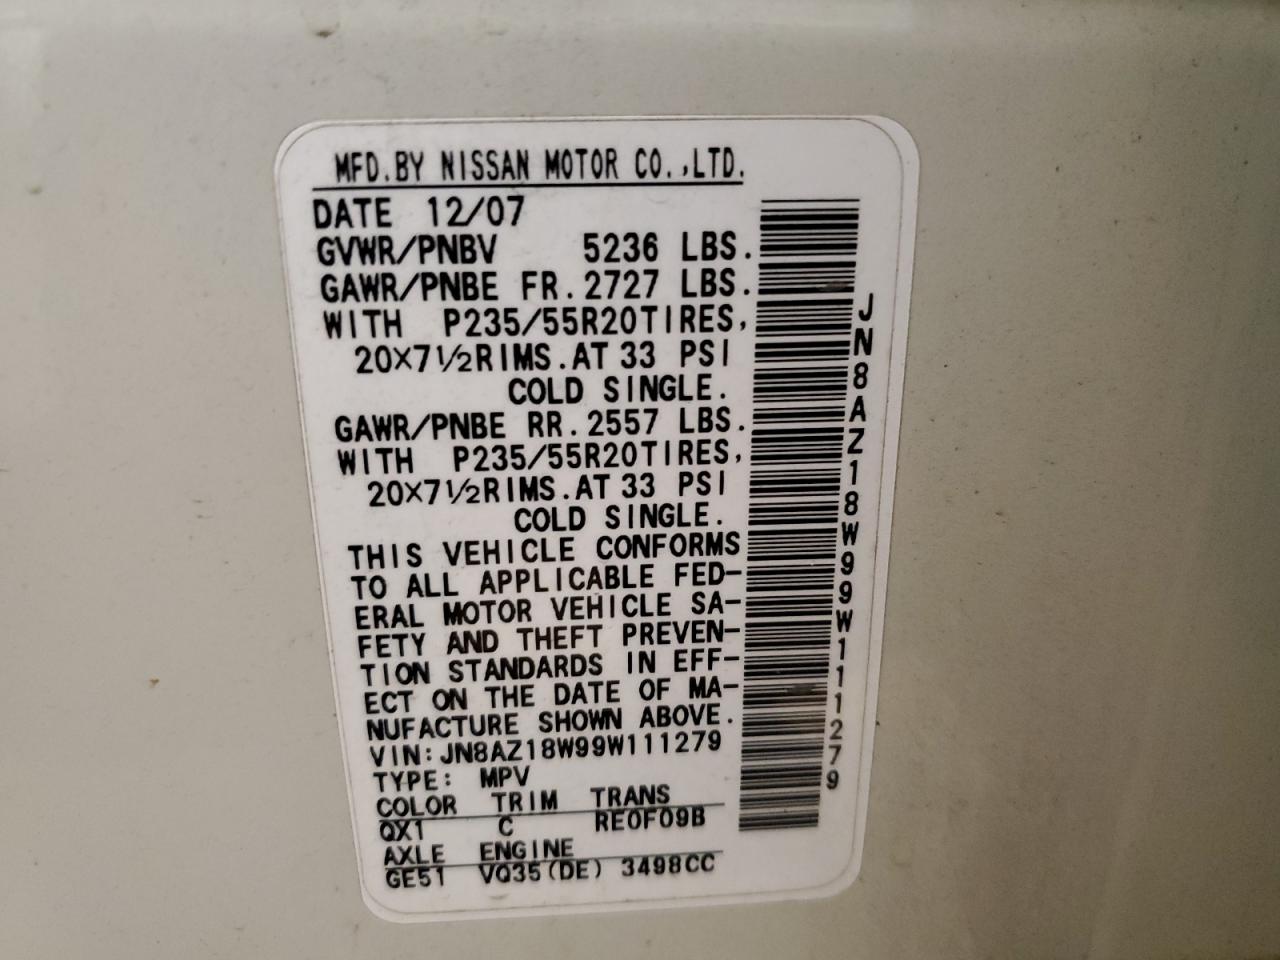 MFD.BY NISSAN MOTOR CO.,LTD.
DATE 12/07
GVWR/PNBV 5236 LBS.
GAWR/PNBE FR.2727 LBS.
WITH P235/55R20TIRES,
20×7½RIMS.AT 33 PSI
COLD SINGLE.
GAWR/PNBE RR.2557 LBS.
WITH P235/55R20TIRES,
20×7½RIMS.AT 33 PSI
COLD SINGLE.
THIS VEHICLE CONFORMS
TO ALL APPLICABLE FED-
ERAL MOTOR VEHICLE SA-
FETY AND THEFT PREVEN-
TION STANDARDS IN EFF-
ECT ON THE DATE OF MA-
NUFACTURE SHOWN ABOVE.
VIN:JN8AZ18W99W111279
TYPE: MPV
COLOR TRIM TRANS
QX1 C RE0F09B
AXLE ENGINE
GE51 VQ35(DE) 3498CC
JN8AZ18W99W111279